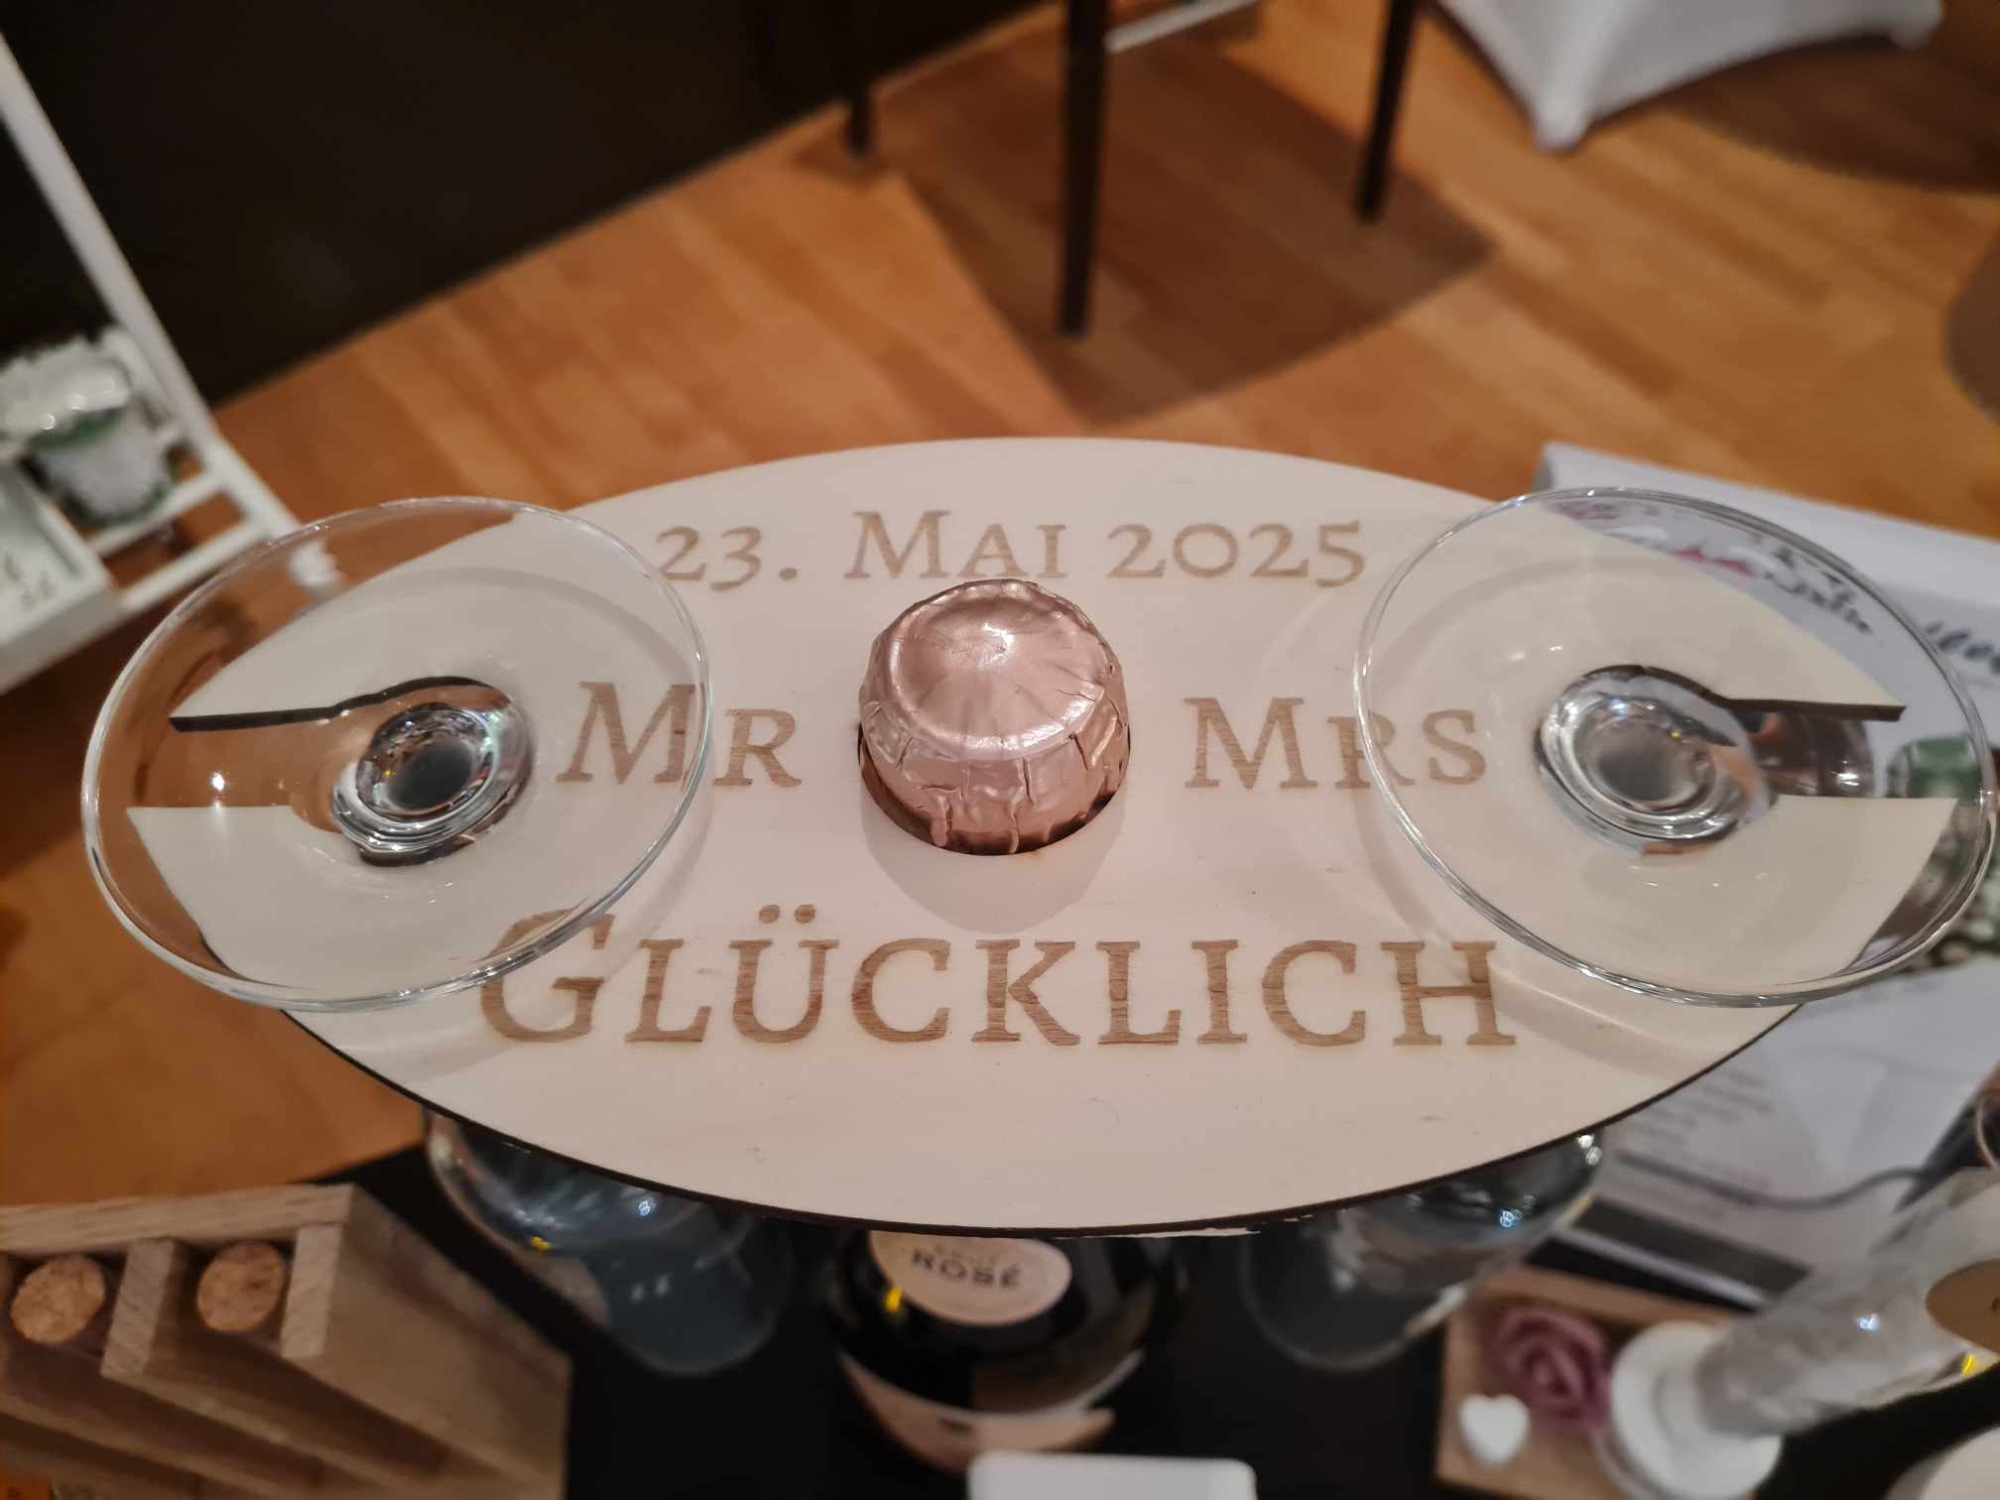 23. Mai 2025
Mr Mrs
Glücklich
ROSÉ